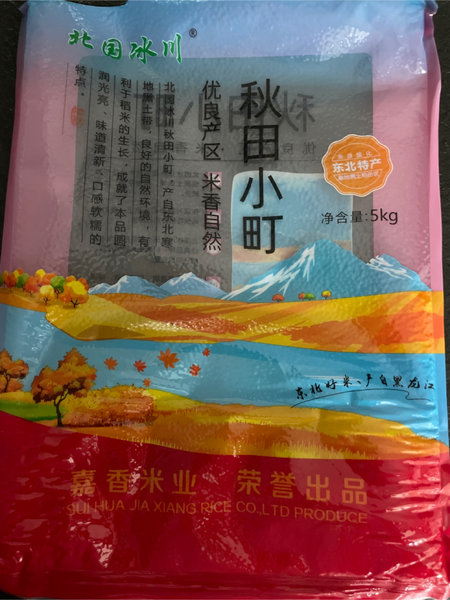 北国冰川®
秋田小町
优良产区 米香自然
北国冰川秋田小町，产自东北寒
地黑土带，良好的自然环境，有
利于稻米的生长，成就了本品圆
润光亮、味道清新、口感软糯的
特点。
东北特产
净含量:5kg
东北好米、产自黑龙江
嘉香米业 荣誉出品
SUI HUA JIA XIANG RICE CO.,LTD PRODUCE